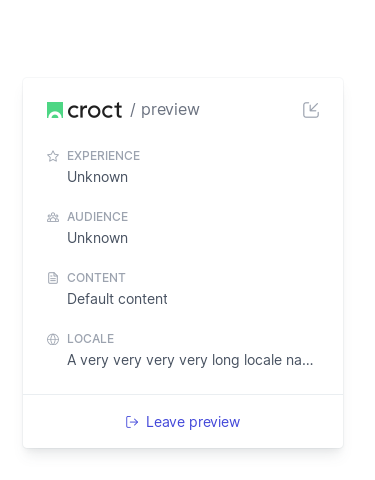 croct / preview
EXPERIENCE
Unknown
AUDIENCE
Unknown
CONTENT
Default content
LOCALE
A very very very very long locale na...
Leave preview